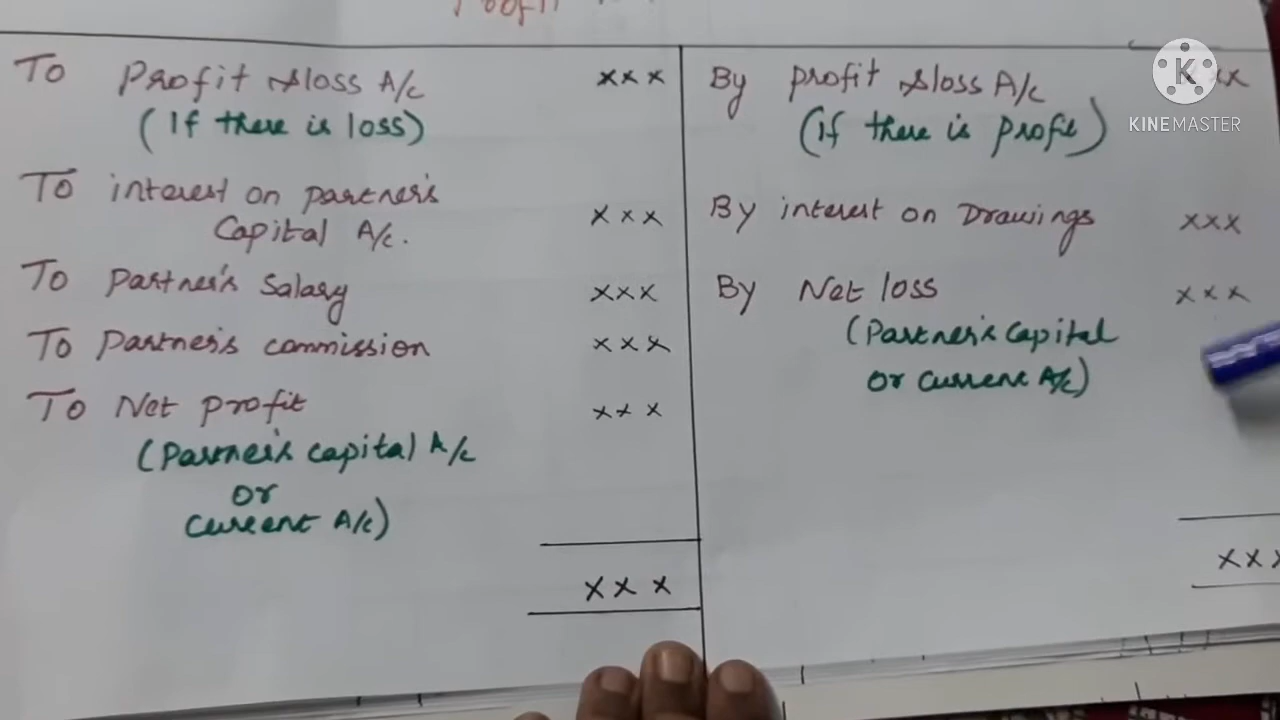 Profit
To Profit & loss A/c xxx
(If there is loss)
To interest on partner's
Capital A/c. xxx
To partner's salary xxx
To partner's commission xxx
To Net profit xxx
(Partner's capital A/c
or
current A/c)
xxx
By profit & loss A/c xx
(If there is profit)
By interest on Drawings xxx
By Net loss xxx
(Partner's capital
or current A/c)
xxx
K
KINEMASTER